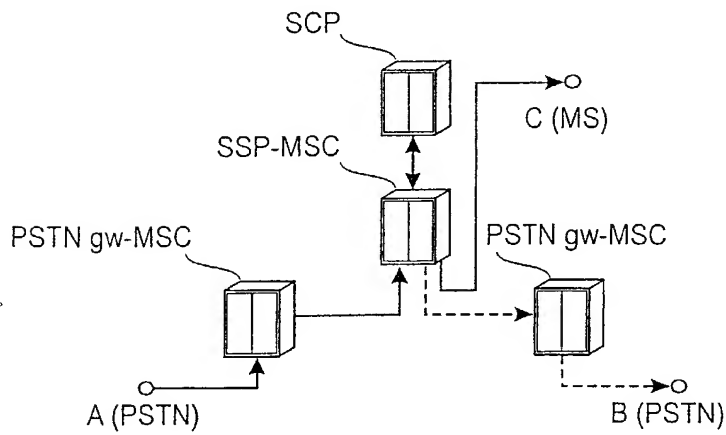 SCP
C (MS)
SSP-MSC
PSTN gw-MSC
PSTN gw-MSC
A (PSTN)
B (PSTN)